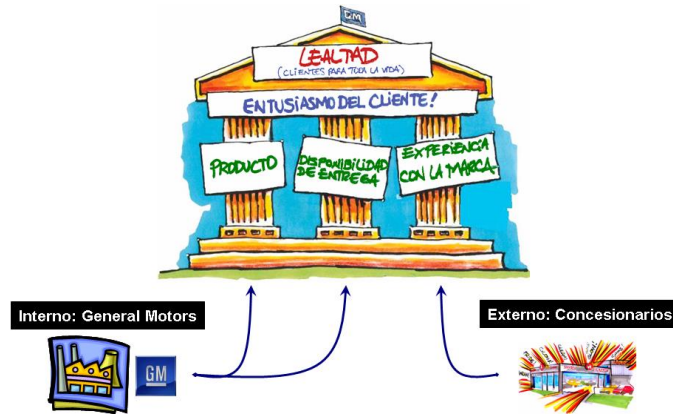 GM
LEALTAD
(CLIENTES PARA TODA LA VIDA)
ENTUSIASMO DEL CLIENTE!
PRODUCTO
DISPONIBILIDAD
DE ENTREGA
EXPERIENCIA
CON LA MARCA
Interno: General Motors
Externo: Concesionarios
GM